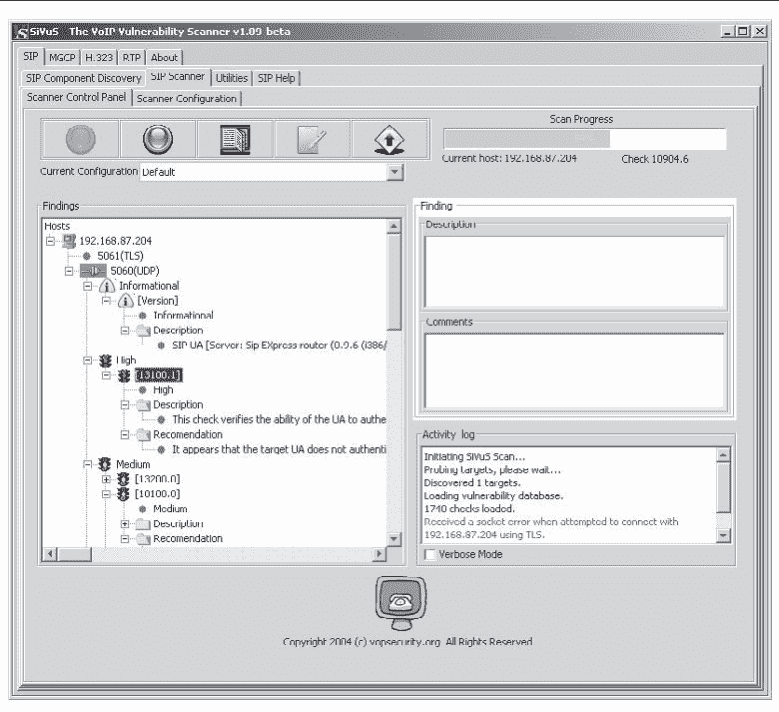 SiVuS The VoIP Vulnerability Scanner v1.09 beta
SIP MGCP H.323 RTP About
SIP Component Discovery SIP Scanner Utilities SIP Help
Scanner Control Panel Scanner Configuration
Scan Progress
Current host: 192.168.87.204 Check 10904.6
Current Configuration Default
Findings
Hosts
192.168.87.204
5061(TLS)
5060(UDP)
Informational
[Version]
Informational
Description
SIP UA [Server: Sip EXpress router (0.9.6 (i386/
High
[13100.1]
High
Description
This check verifies the ability of the UA to authe
Recomendation
It appears that the target UA does not authenti
Medium
[13200.0]
[10100.0]
Medium
Description
Recomendation
Finding
Description
Comments
Activity log
Initiating SiVuS Scan...
Probing targets, please wait...
Discovered 1 targets.
Loading vulnerability database.
1740 checks loaded.
Received a socket error when attempted to connect with
192.168.87.204 using TLS.
Verbose Mode
Copyright 2004 (c) vopsecurity.org All Rights Reserved